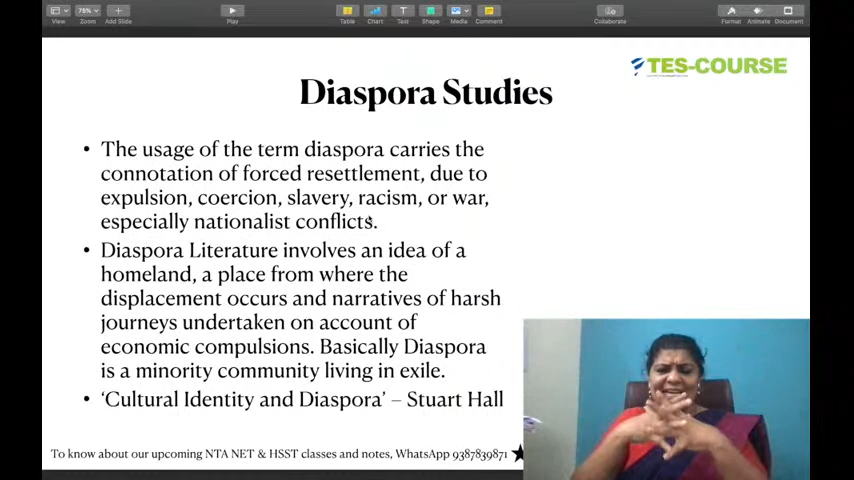 78%
View
Zoom
Add Slide
Play
Table
Chart
Text
Shape
Media
Comment
Collaborate
Format
Animate
Document
TES-COURSE
Diaspora Studies
• The usage of the term diaspora carries the
connotation of forced resettlement, due to
expulsion, coercion, slavery, racism, or war,
especially nationalist conflicts.
• Diaspora Literature involves an idea of a
homeland, a place from where the
displacement occurs and narratives of harsh
journeys undertaken on account of
economic compulsions. Basically Diaspora
is a minority community living in exile.
• ‘Cultural Identity and Diaspora’ – Stuart Hall
To know about our upcoming NTA NET & HSST classes and notes, WhatsApp 9387839871